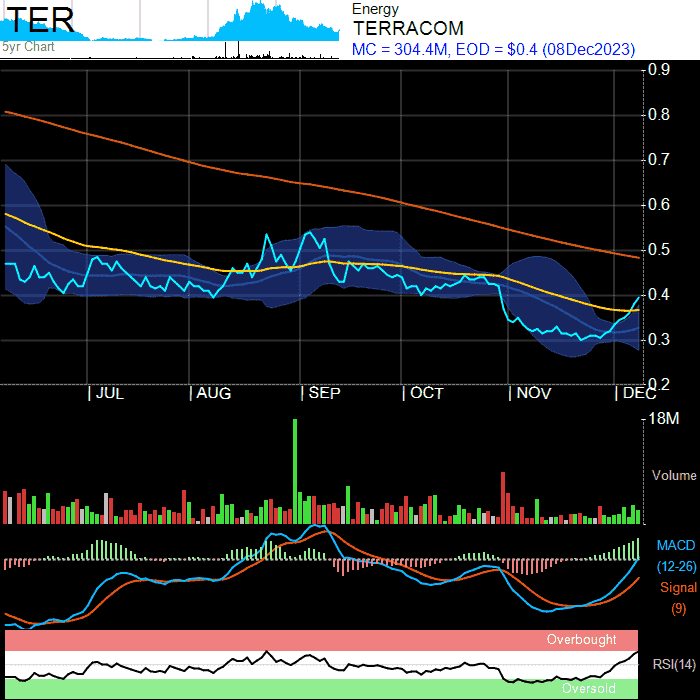 TER
5yr Chart
Energy
TERRACOM
MC = 304.4M, EOD = $0.4 (08Dec2023)
0.9
0.8
0.7
0.6
0.5
0.4
0.3
0.2
JUL AUG SEP OCT NOV DEC
18M
Volume
MACD
(12-26)
Signal
(9)
Overbought
RSI(14)
Oversold